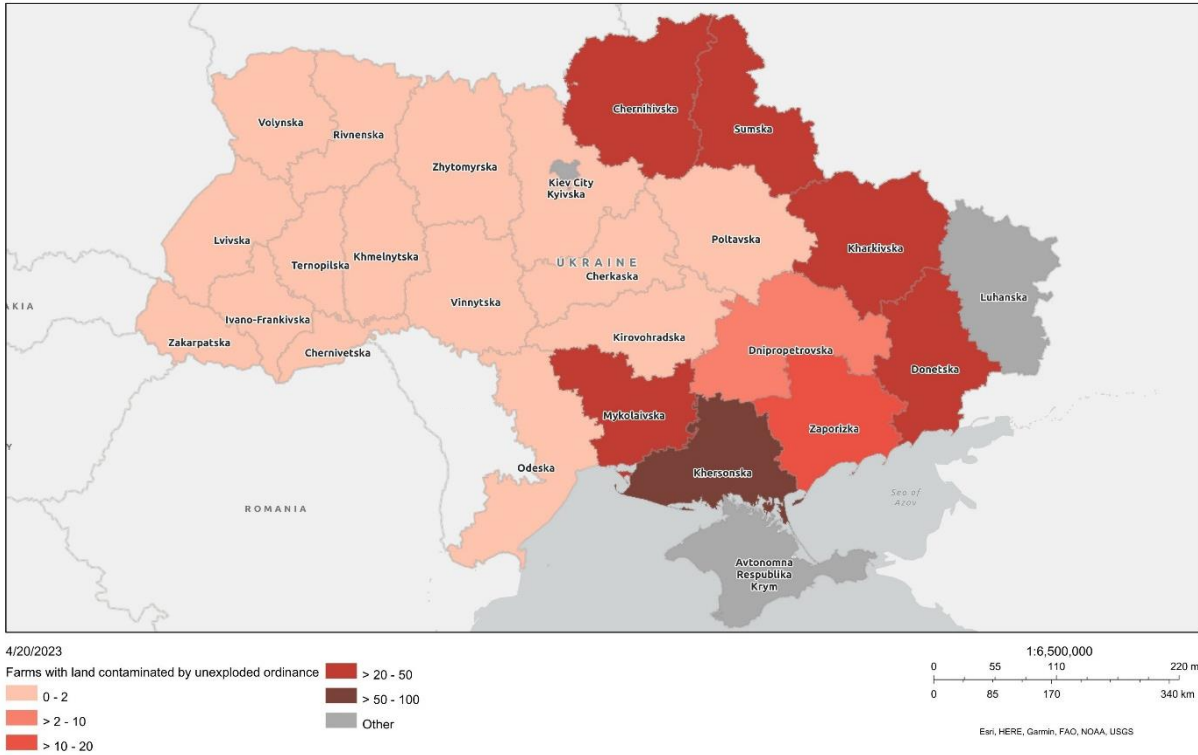 Chernihivska
Sumska
Volynska
Rivnenska
Zhytomyrska
Kiev City
Kyivska
Lvivska
Ternopilska
Khmelnytska
Poltavska
Kharkivska
UKRAINE
Cherkaska
Luhanska
AKIA
Ivano-Frankivska
Vinnytska
Kirovohradska
Zakarpatska
Chernivetska
Dnipropetrovska
Donetska
Mykolaivska
Zaporizka
Y
Odeska
Khersonska
Sea of
Azov
ROMANIA
Avtonomna
Respublika
Krym
4/20/2023
Farms with land contaminated by unexploded ordinance
0 - 2
> 2 - 10
> 10 - 20
> 20 - 50
> 50 - 100
Other
1:6,500,000
0 55 110 220 m
0 85 170 340 km
Esri, HERE, Garmin, FAO, NOAA, USGS